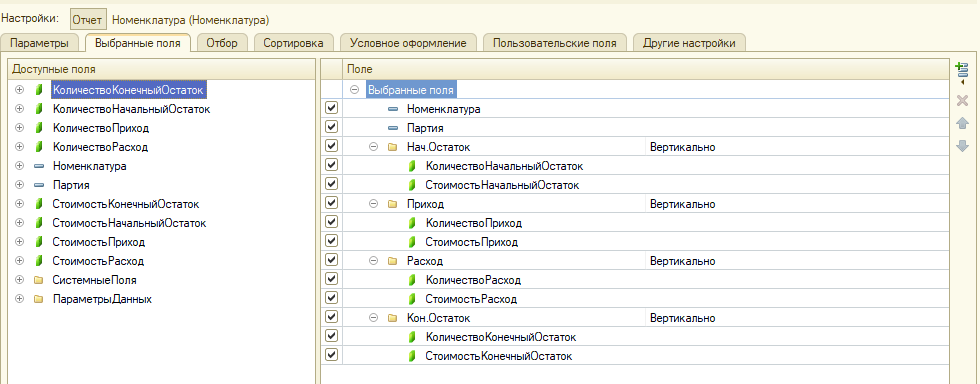 Настройки: Отчет Номенклатура (Номенклатура)
Параметры Выбранные поля Отбор Сортировка Условное оформление Пользовательские поля Другие настройки
Доступные поля
КоличествоКонечныйОстаток
КоличествоНачальныйОстаток
КоличествоПриход
КоличествоРасход
Номенклатура
Партия
СтоимостьКонечныйОстаток
СтоимостьНачальныйОстаток
СтоимостьПриход
СтоимостьРасход
СистемныеПоля
ПараметрыДанных
Поле
Выбранные поля
Номенклатура
Партия
Нач.Остаток Вертикально
КоличествоНачальныйОстаток
СтоимостьНачальныйОстаток
Приход Вертикально
КоличествоПриход
СтоимостьПриход
Расход Вертикально
КоличествоРасход
СтоимостьРасход
Кон.Остаток Вертикально
КоличествоКонечныйОстаток
СтоимостьКонечныйОстаток